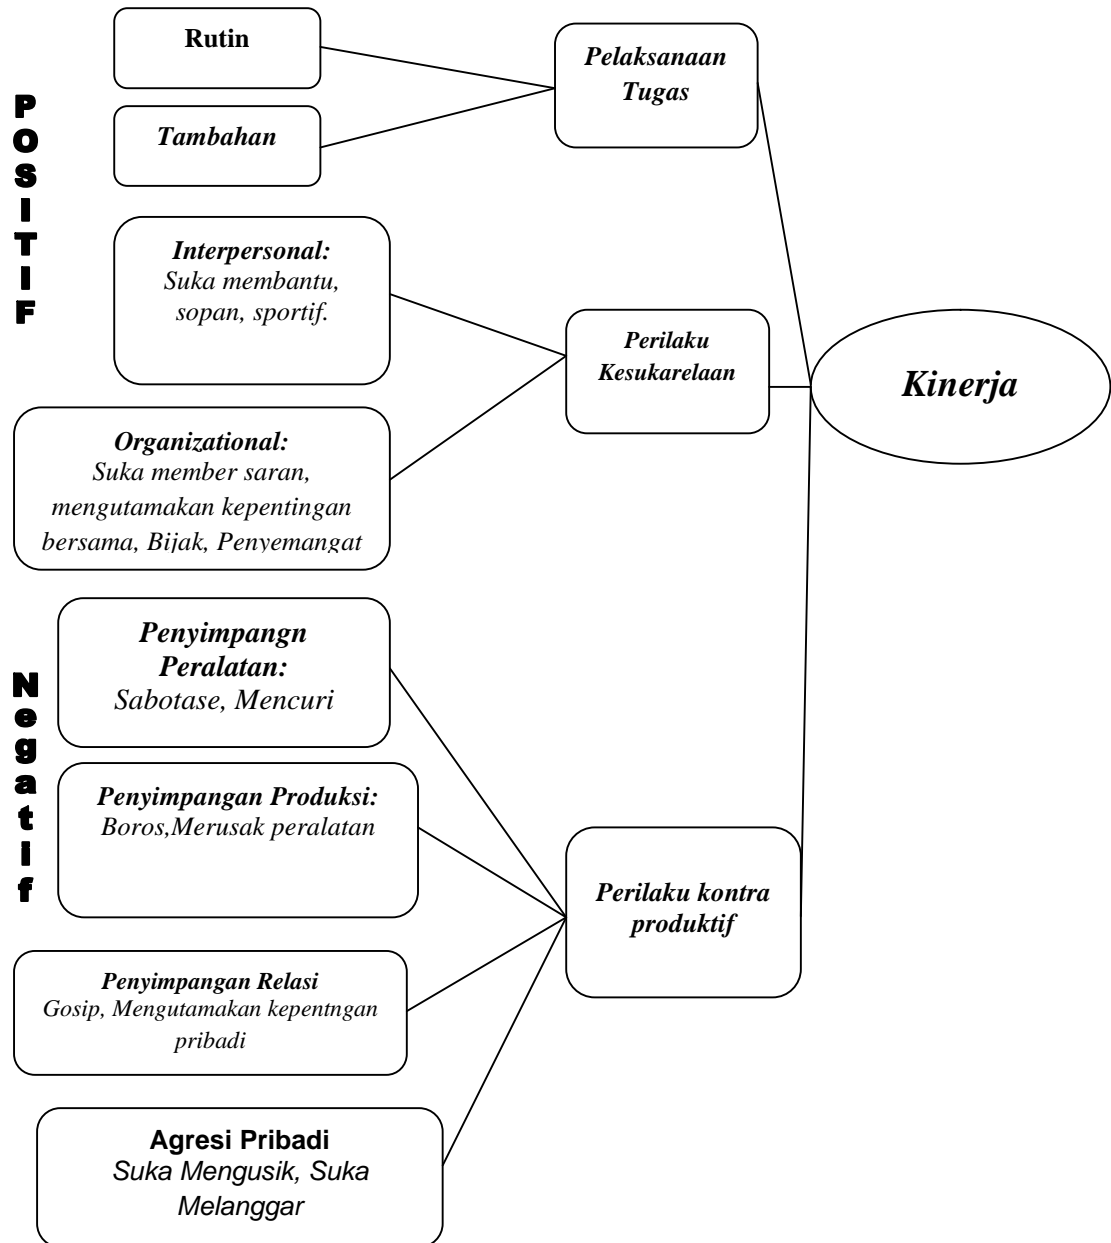 POSITIF
Rutin
Tambahan
Pelaksanaan
Tugas
Interpersonal:
Suka membantu,
sopan, sportif.
Organizational:
Suka member saran,
mengutamakan kepentingan
bersama, Bijak, Penyemangat
Perilaku
Kesukarelaan
Kinerja
Negatif
Penyimpangn
Peralatan:
Sabotase, Mencuri
Penyimpangan Produksi:
Boros,Merusak peralatan
Penyimpangan Relasi
Gosip, Mengutamakan kepentngan
pribadi
Agresi Pribadi
Suka Mengusik, Suka
Melanggar
Perilaku kontra
produktif